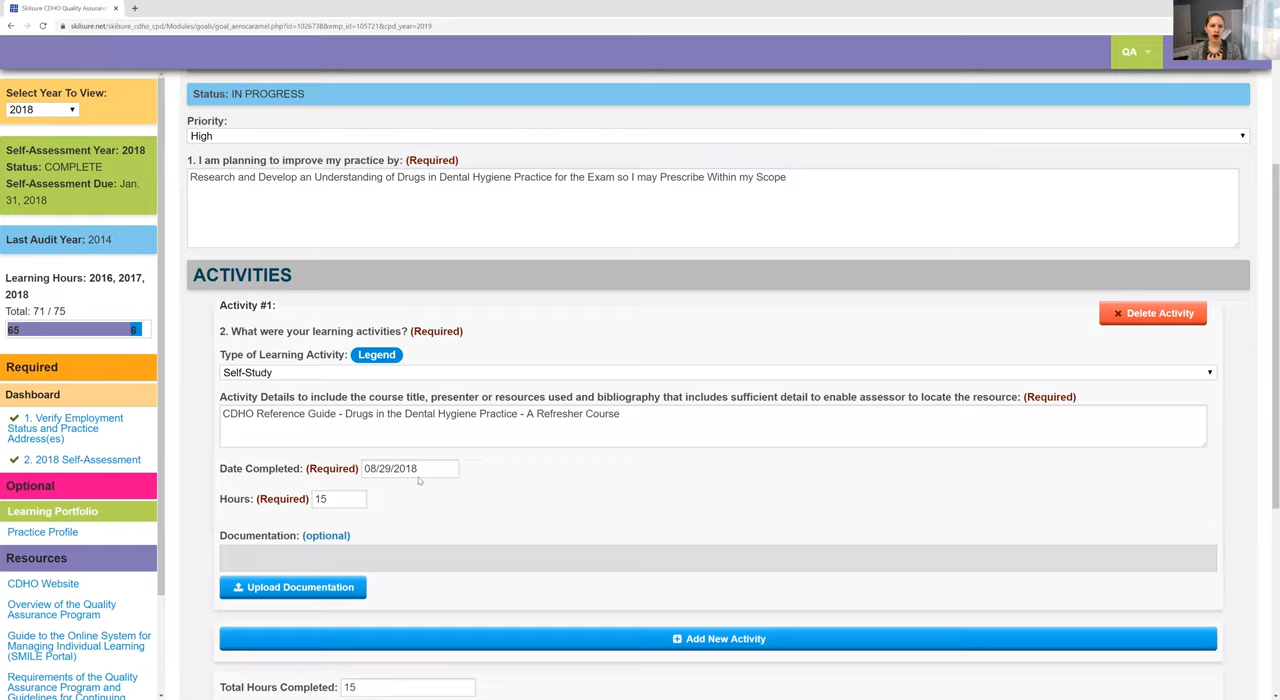 Skilsure CDHO Quality Assuranc
skilsure.net/skilsure_cdho_cpd/Modules/goals/goal_aerocaramel.php?id=1026738&emp_id=105721&cpd_year=2019
QA
Select Year To View:
2018
Self-Assessment Year: 2018
Status: COMPLETE
Self-Assessment Due: Jan.
31, 2018
Last Audit Year: 2014
Learning Hours: 2016, 2017,
2018
Total: 71 / 75
65 6
Required
Dashboard
1. Verify Employment
Status and Practice
Address(es)
2. 2018 Self-Assessment
Optional
Learning Portfolio
Practice Profile
Resources
CDHO Website
Overview of the Quality
Assurance Program
Guide to the Online System for
Managing Individual Learning
(SMILE Portal)
Requirements of the Quality
Assurance Program and
Guidelines for Continuing
Status: IN PROGRESS
Priority:
High
1. I am planning to improve my practice by: (Required)
Research and Develop an Understanding of Drugs in Dental Hygiene Practice for the Exam so I may Prescribe Within my Scope
ACTIVITIES
Activity #1:
Delete Activity
2. What were your learning activities? (Required)
Type of Learning Activity: Legend
Self-Study
Activity Details to include the course title, presenter or resources used and bibliography that includes sufficient detail to enable assessor to locate the resource: (Required)
CDHO Reference Guide - Drugs in the Dental Hygiene Practice - A Refresher Course
Date Completed: (Required) 08/29/2018
Hours: (Required) 15
Documentation: (optional)
Upload Documentation
Add New Activity
Total Hours Completed: 15